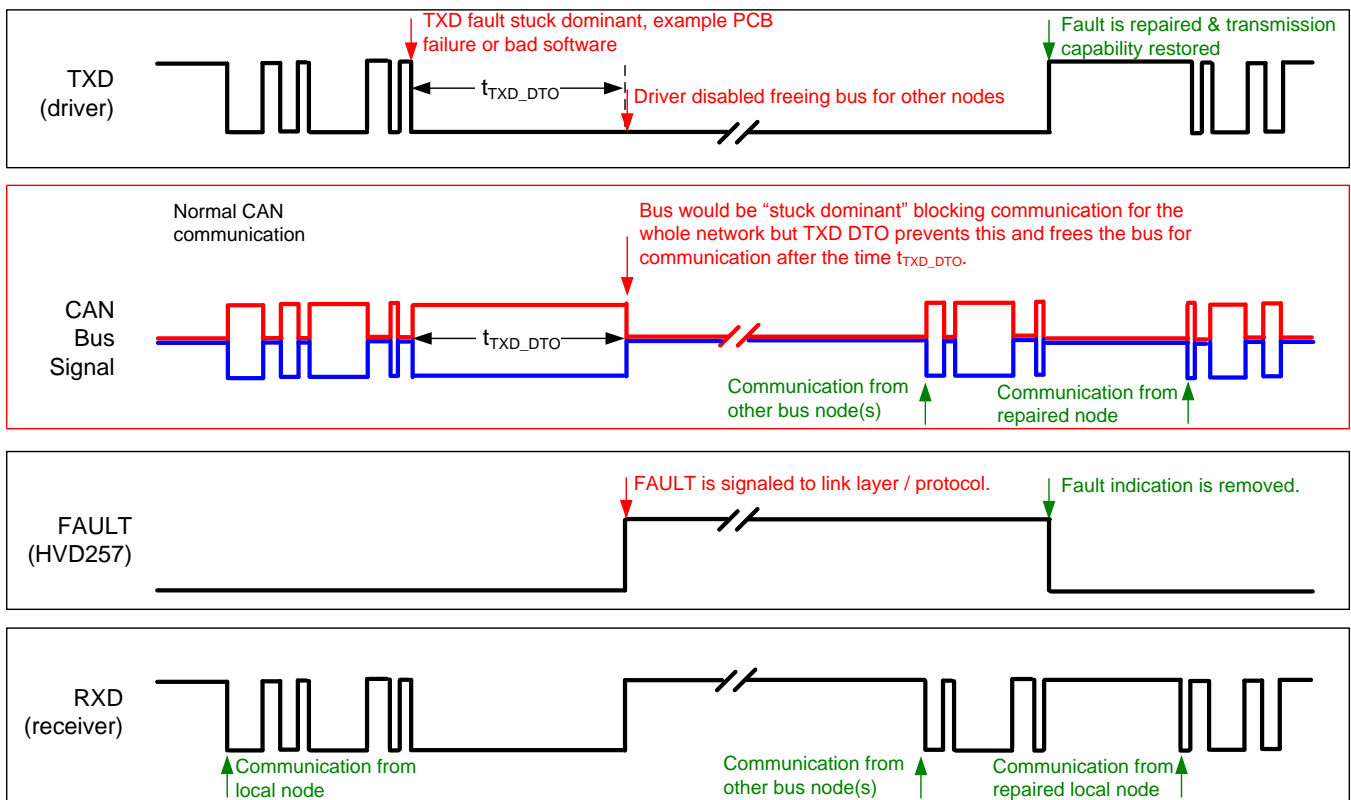 TXD fault stuck dominant, example PCB
failure or bad software
Fault is repaired & transmission
capability restored
TXD
(driver)
tTXD_DTO
Driver disabled freeing bus for other nodes
Normal CAN
communication
Bus would be “stuck dominant” blocking communication for the
whole network but TXD DTO prevents this and frees the bus for
communication after the time tTXD_DTO.
CAN
Bus
Signal
tTXD_DTO
Communication from
other bus node(s)
Communication from
repaired node
FAULT is signaled to link layer / protocol.
Fault indication is removed.
FAULT
(HVD257)
RXD
(receiver)
Communication from
local node
Communication from
other bus node(s)
Communication from
repaired local node